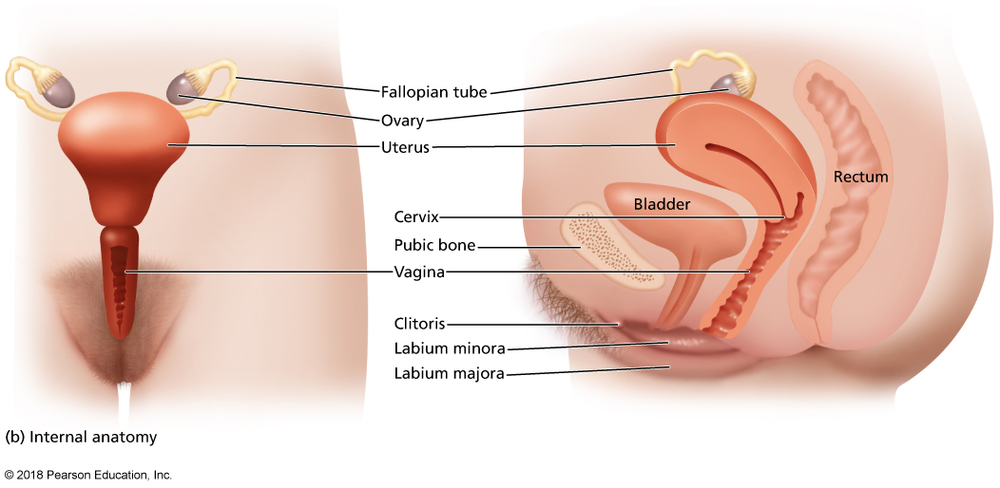 Fallopian tube
Ovary
Uterus
Rectum
Bladder
Cervix
Pubic bone
Vagina
Clitoris
Labium minora
Labium majora
(b) Internal anatomy
© 2018 Pearson Education, Inc.